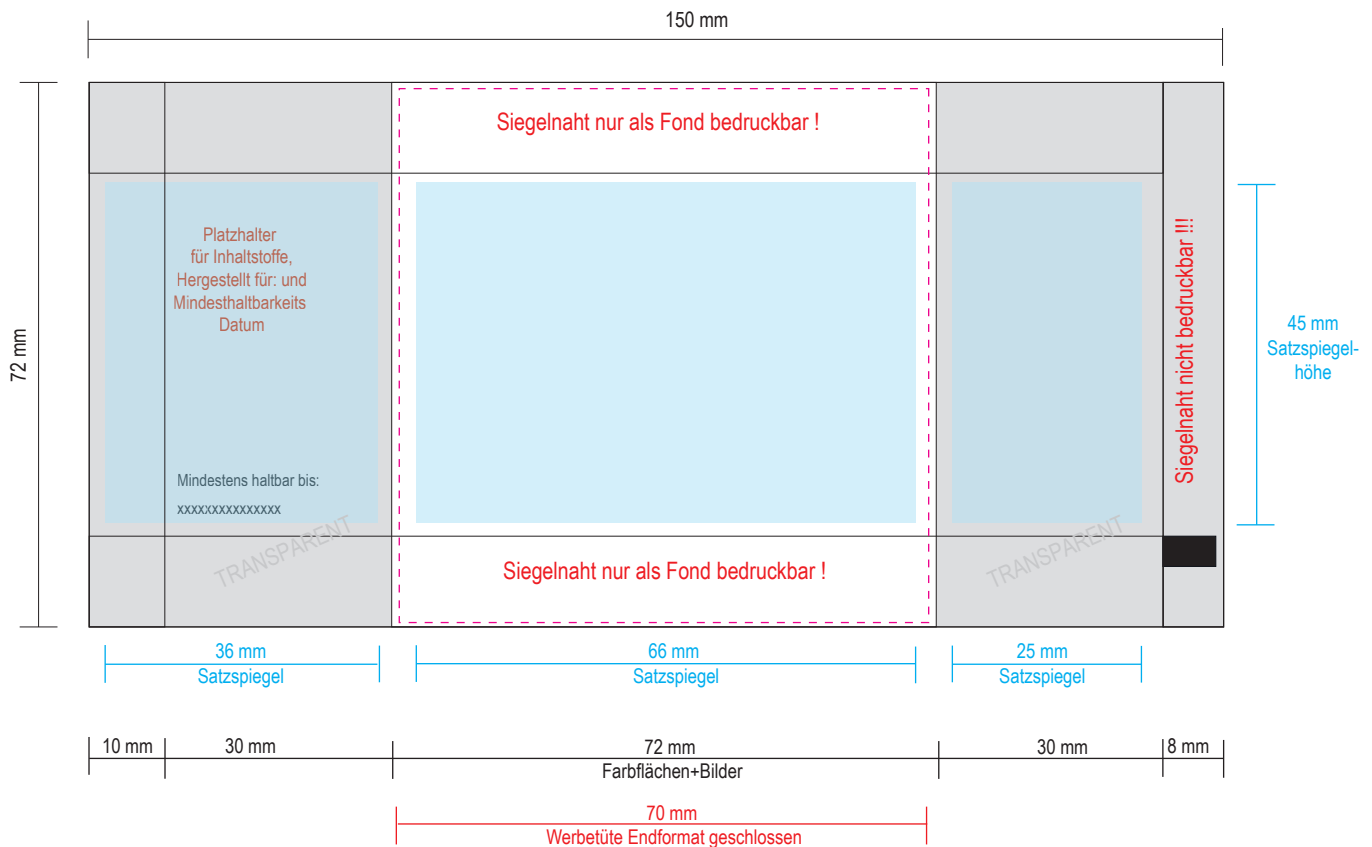 150 mm
Siegelnaht nur als Fond bedruckbar !
72 mm
Platzhalter
für Inhaltstoffe,
Hergestellt für: und
Mindesthaltbarkeits
Datum
Mindestens haltbar bis:
xxxxxxxxxxxxxxx
TRANSPARENT
Siegelnaht nur als Fond bedruckbar !
TRANSPARENT
Siegelnaht nicht bedruckbar !!!
45 mm
Satzspiegel-
höhe
36 mm
Satzspiegel
66 mm
Satzspiegel
25 mm
Satzspiegel
10 mm
30 mm
72 mm
Farbflächen+Bilder
30 mm
8 mm
70 mm
Werbetüte Endformat geschlossen